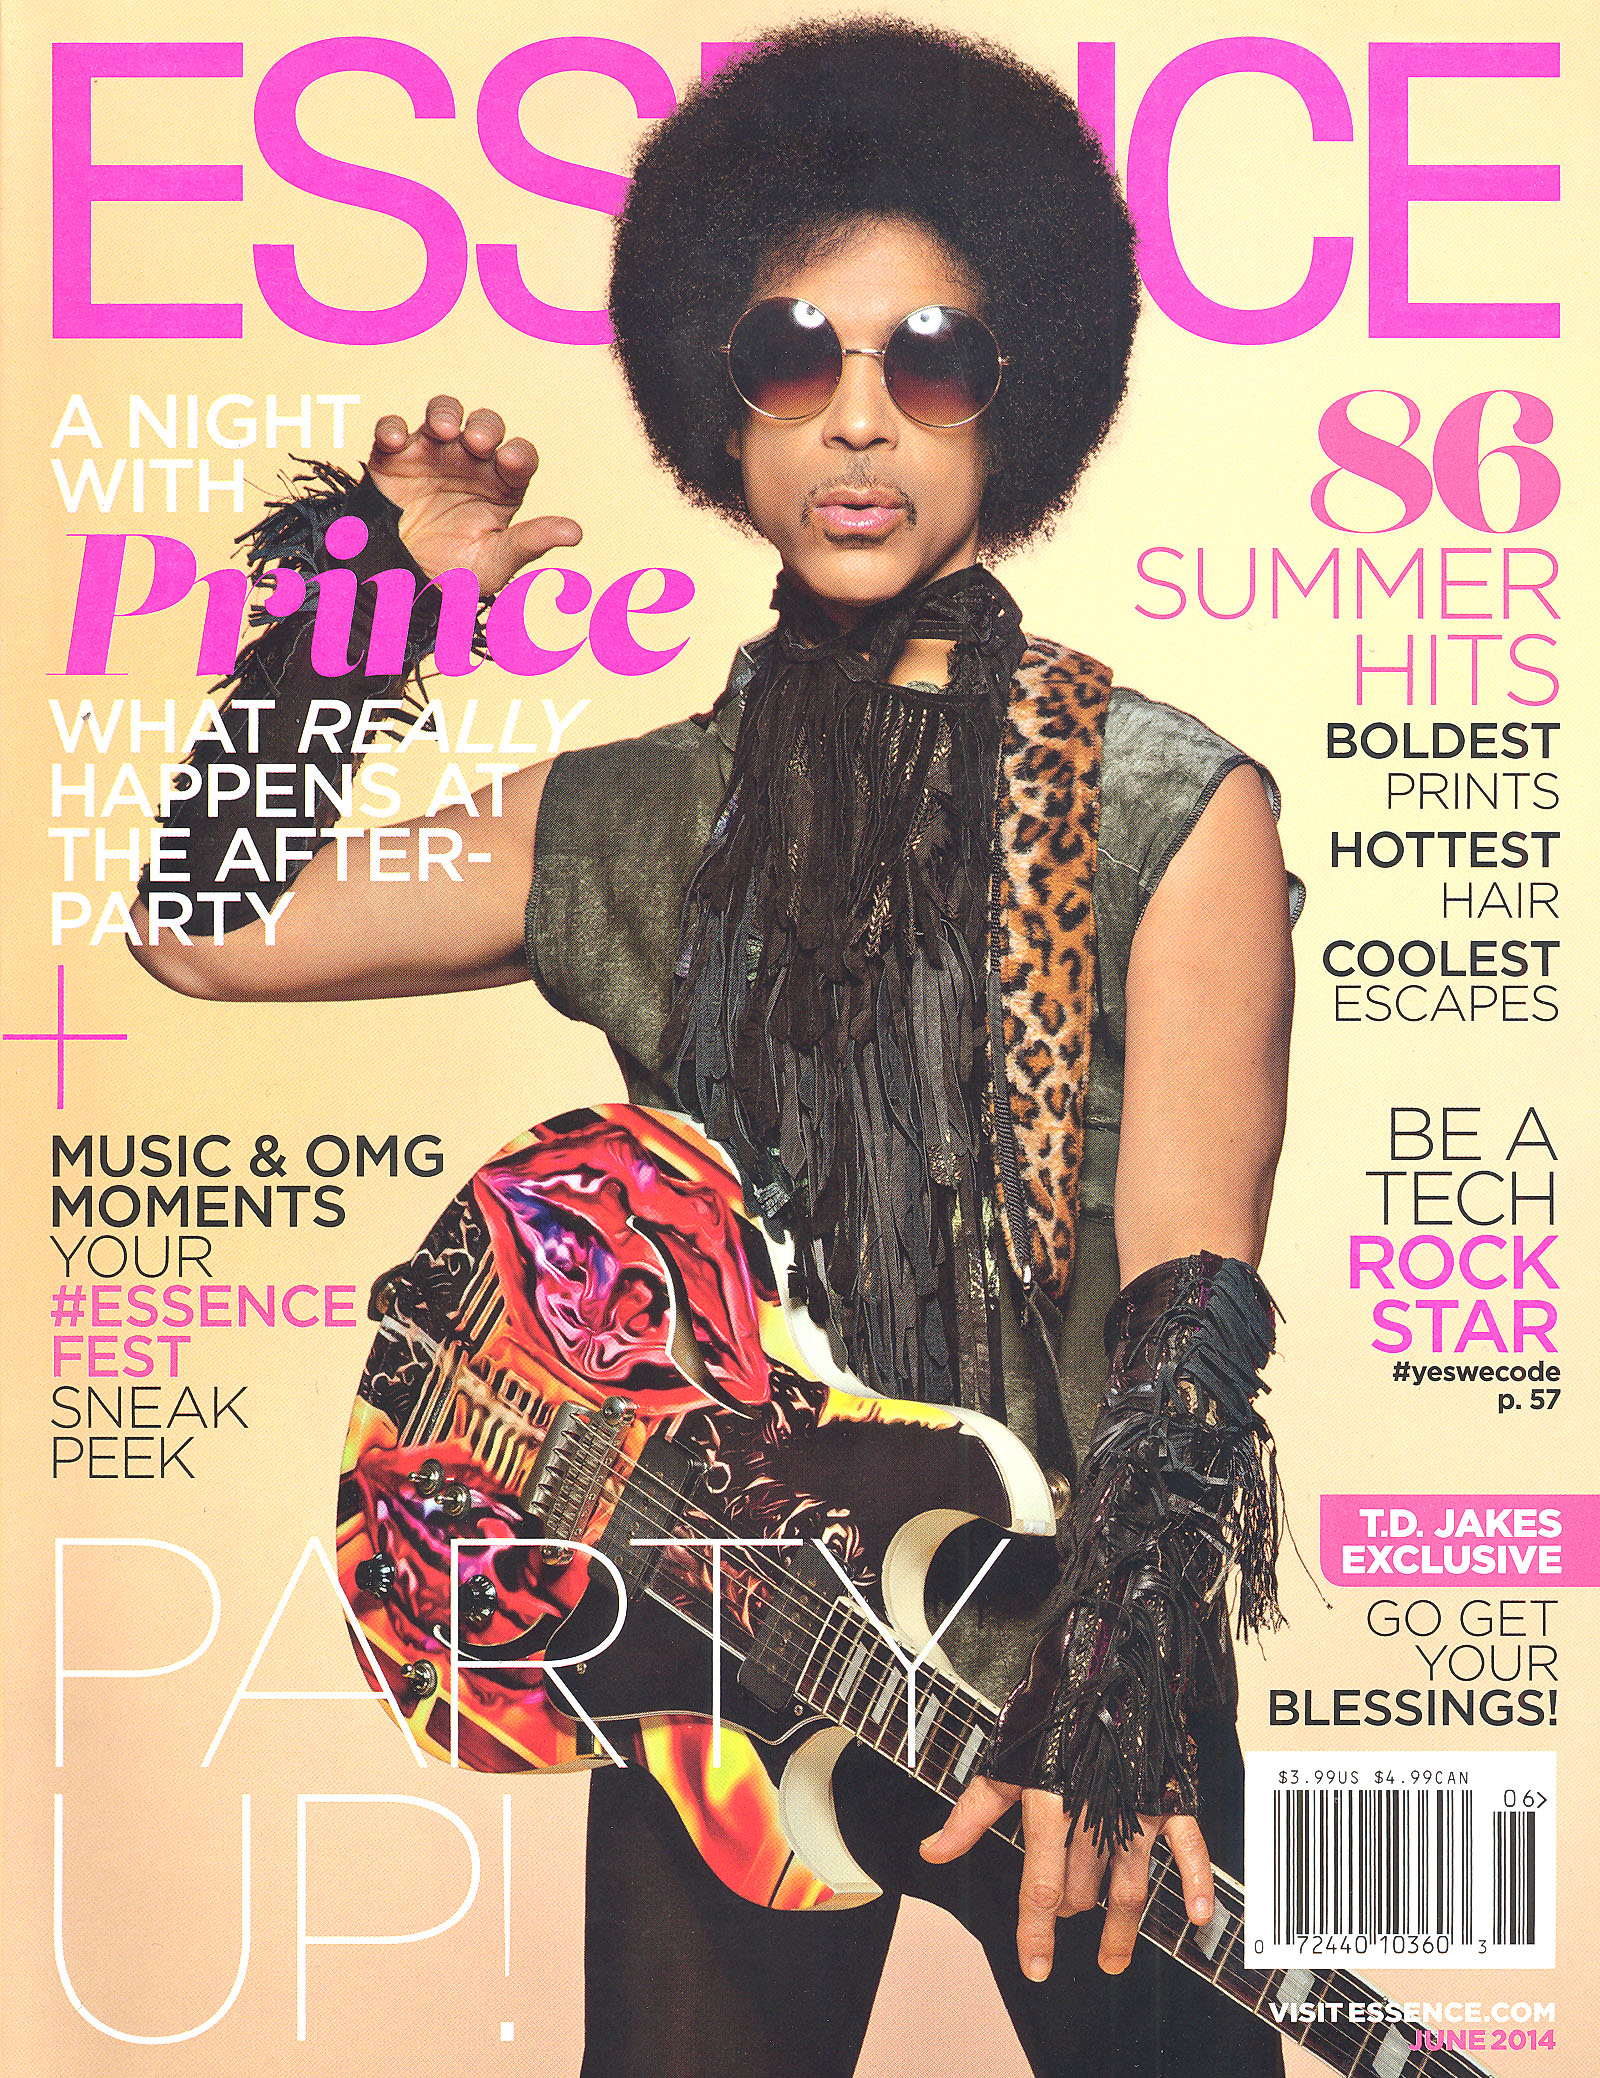 ESSENCE
A NIGHT
WITH
Prince
WHAT REALLY
HAPPENS AT
THE AFTER-
PARTY
+
MUSIC & OMG
MOMENTS
YOUR
#ESSENCE
FEST
SNEAK
PEEK
PARTY
UP!
86
SUMMER
HITS
BOLDEST
PRINTS
HOTTEST
HAIR
COOLEST
ESCAPES
BE A
TECH
ROCK
STAR
#yeswecode
p. 57
T.D. JAKES
EXCLUSIVE
GO GET
YOUR
BLESSINGS!
$3.99US $4.99CAN
06>
0 72440 10360 3
VISIT ESSENCE.COM
JUNE 2014